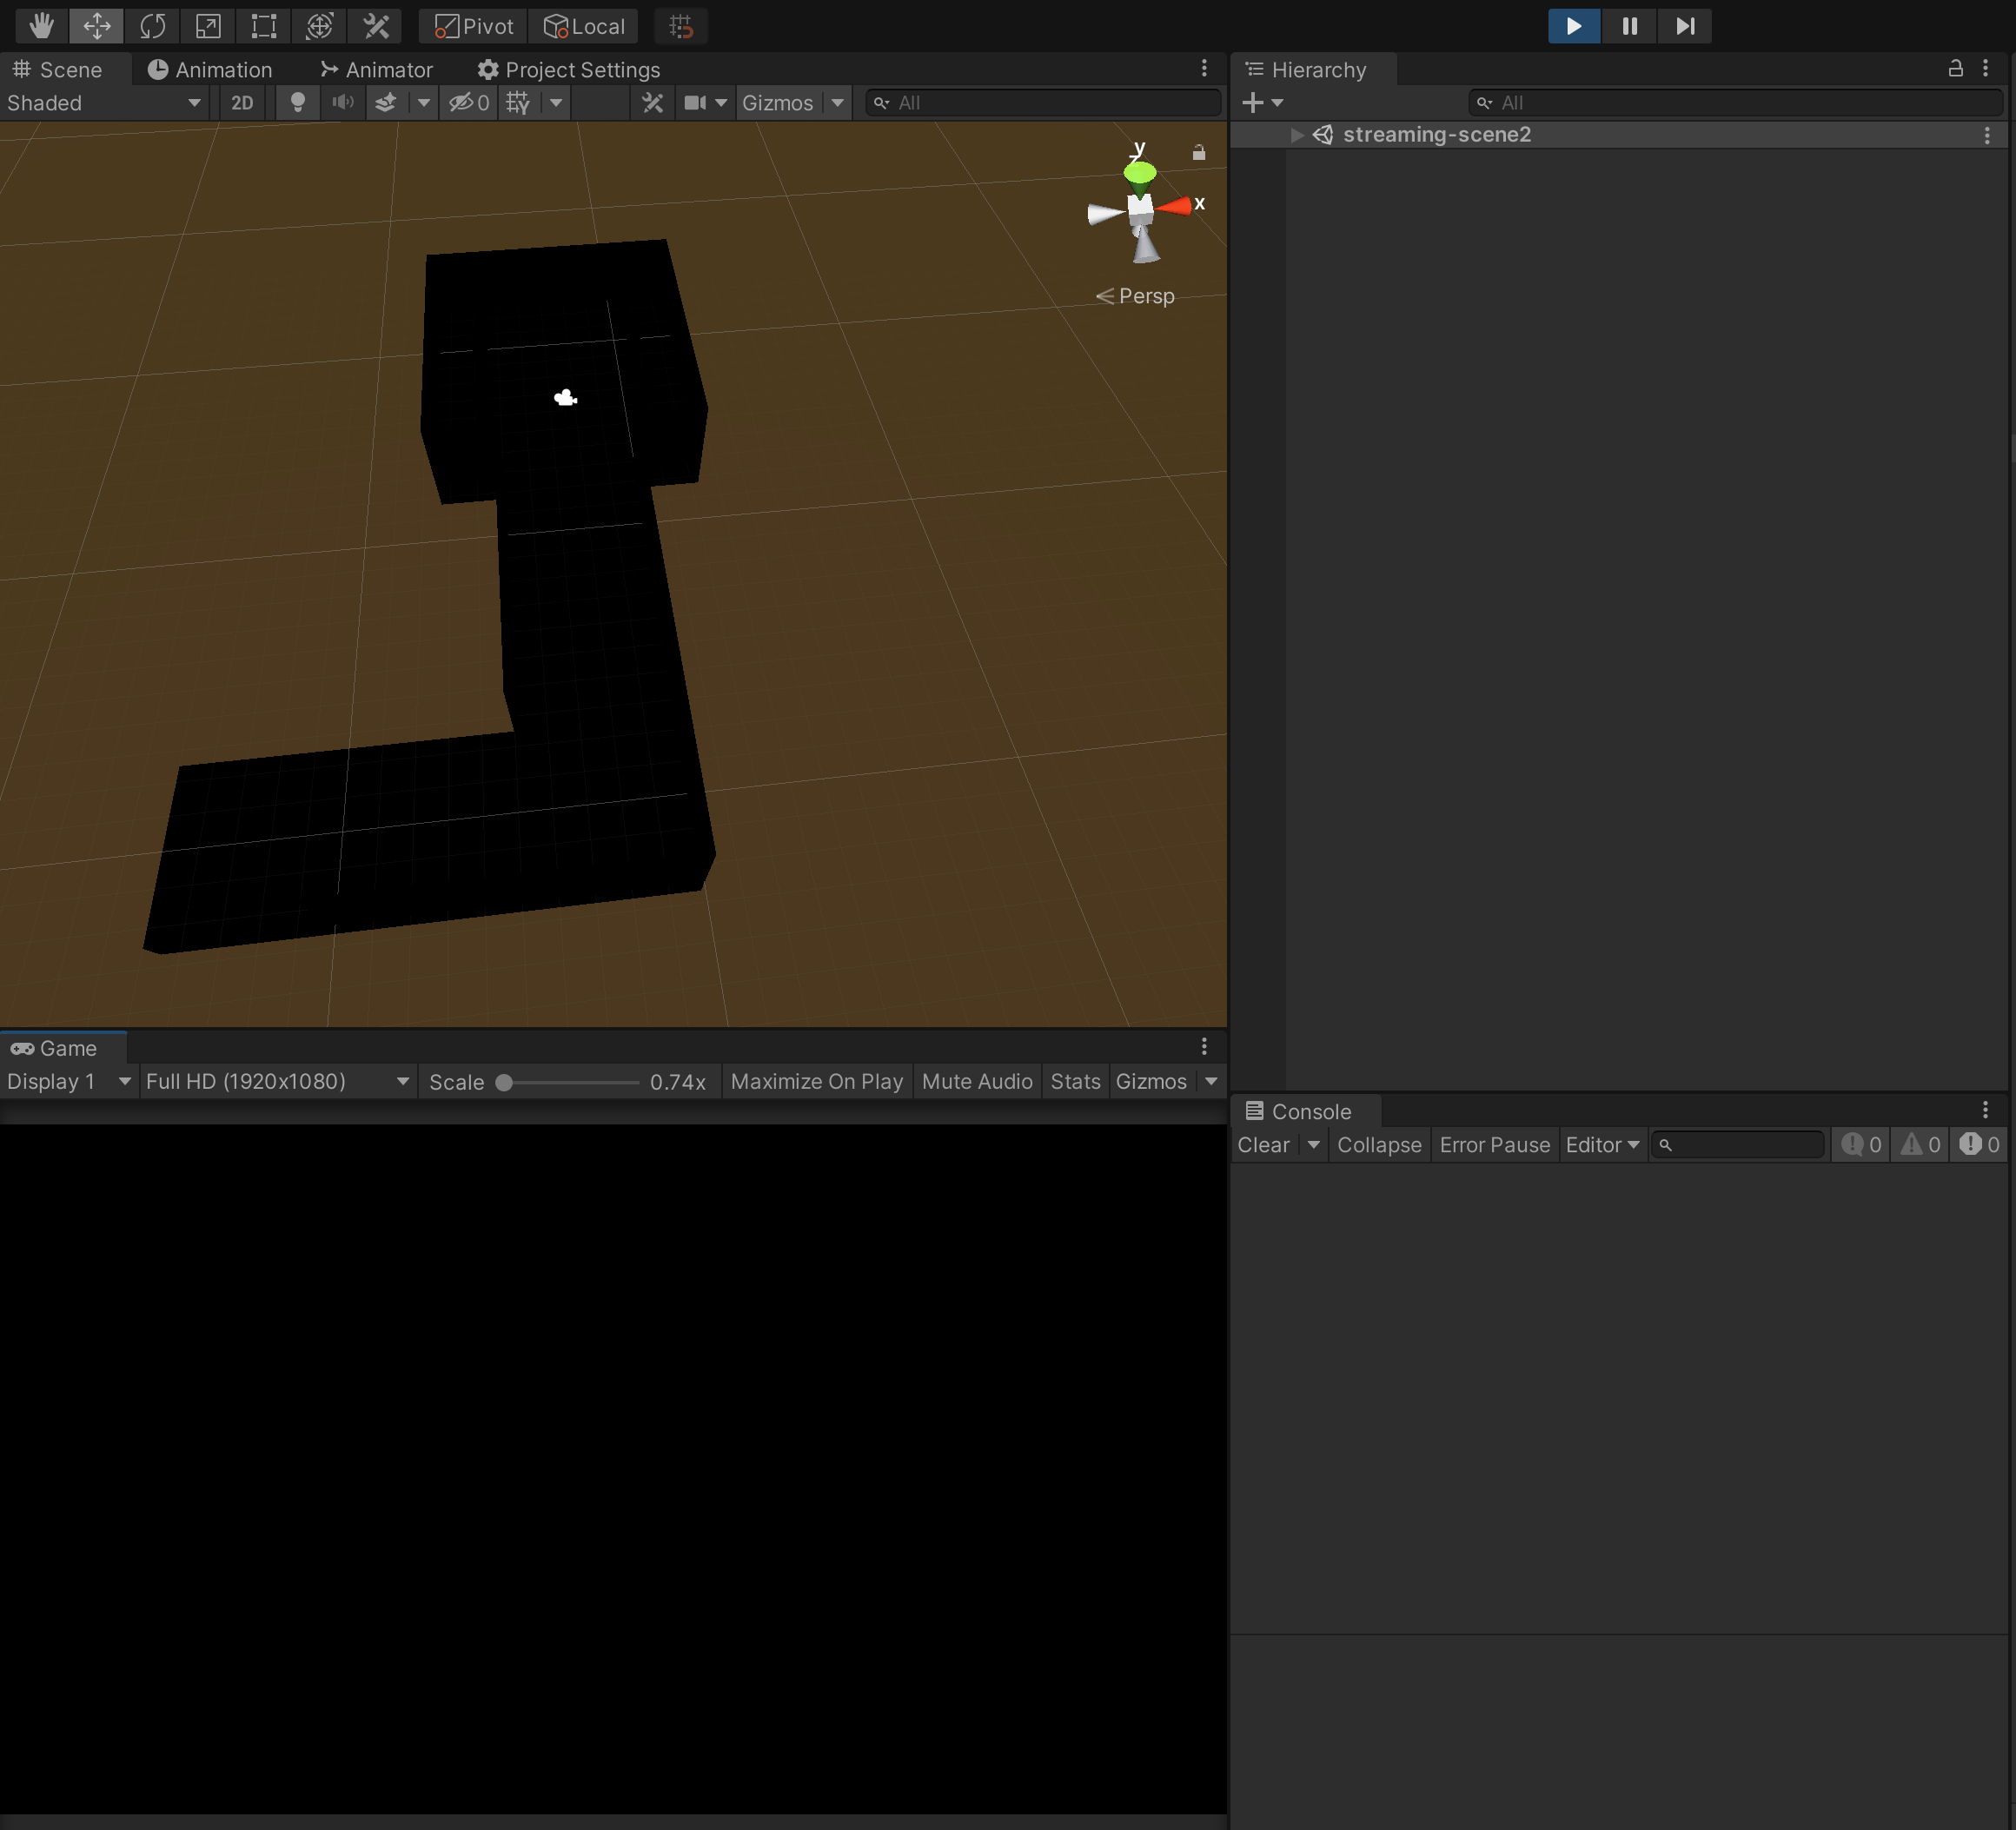 Pivot Local
Scene Animation Animator Project Settings
Shaded 2D 0 Gizmos All
y
x
Persp
Hierarchy
All
streaming-scene2
Game
Display 1 Full HD (1920x1080) Scale 0.74x Maximize On Play Mute Audio Stats Gizmos
Console
Clear Collapse Error Pause Editor 0 0 0